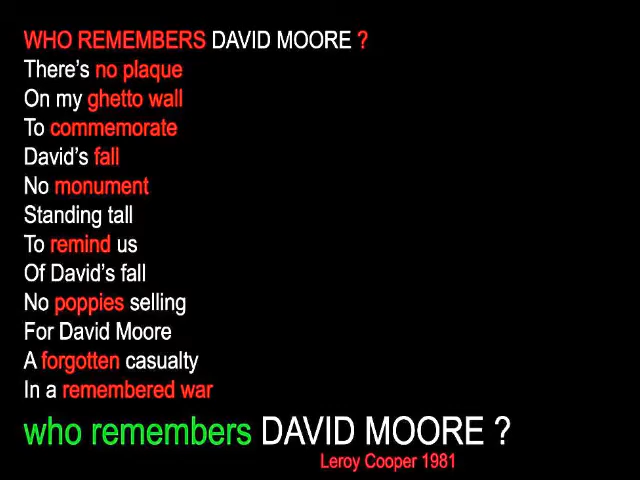 WHO REMEMBERS DAVID MOORE ?
There's no plaque
On my ghetto wall
To commemorate
David's fall
No monument
Standing tall
To remind us
Of David's fall
No poppies selling
For David Moore
A forgotten casualty
In a remembered war
who remembers DAVID MOORE ?
Leroy Cooper 1981